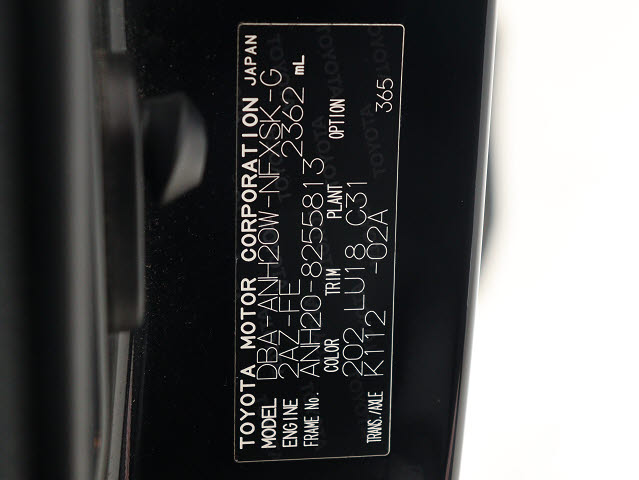 TOYOTA MOTOR CORPORATION JAPAN
MODEL DBA-ANH20W-NFXSK-G
ENGINE 2AZ-FE 2362 mL
FRAME No. ANH20-8255813
COLOR TRIM PLANT OPTION
202 LU18 C31 365
TRANS./AXLE K112 -02A